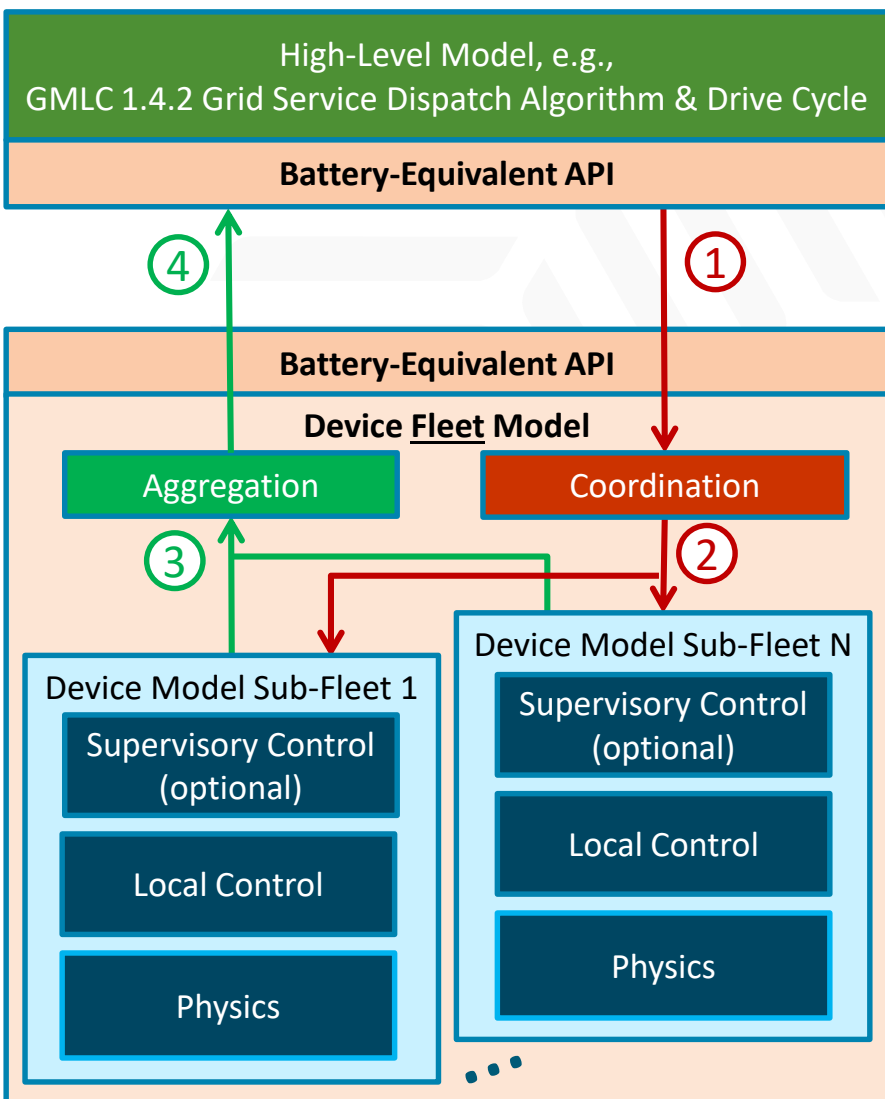 High-Level Model, e.g.,
GMLC 1.4.2 Grid Service Dispatch Algorithm & Drive Cycle
Battery-Equivalent API
4
1
Battery-Equivalent API
Device Fleet Model
Aggregation
Coordination
3
2
Device Model Sub-Fleet 1
Supervisory Control
(optional)
Local Control
Physics
Device Model Sub-Fleet N
Supervisory Control
(optional)
Local Control
Physics
...